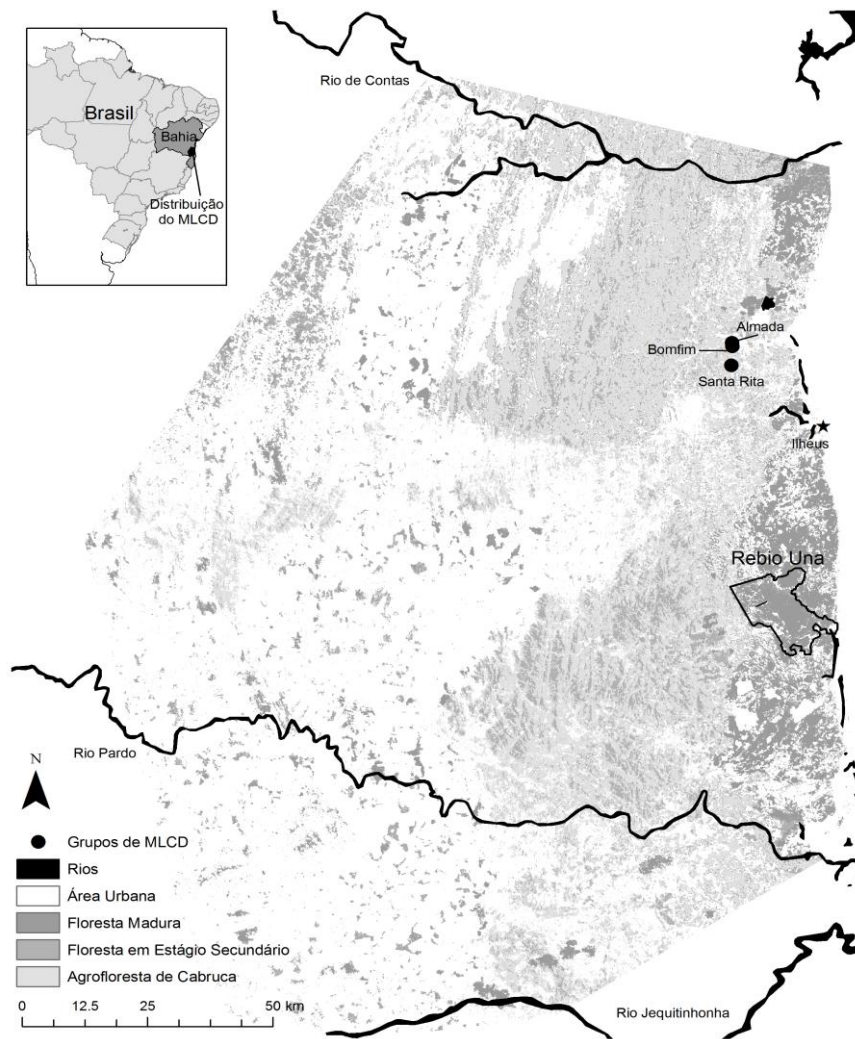 Rio de Contas
Brasil
Bahia
Distribuição
do MLCD
Almada
Bomfim
Santa Rita
Ilheus
Rebio Una
Rio Pardo
N
Grupos de MLCD
Rios
Área Urbana
Floresta Madura
Floresta em Estágio Secundário
Agrofloresta de Cabruca
0 12.5 25 50 km
Rio Jequitinhonha